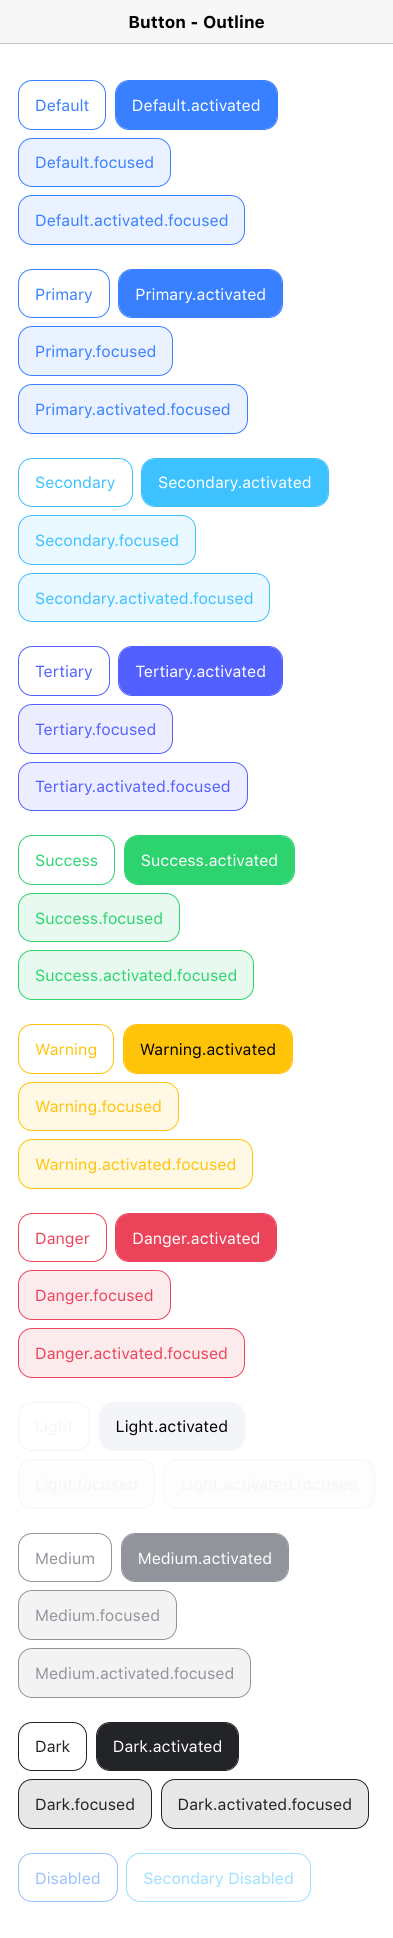 Button - Outline
Default Default.activated
Default.focused
Default.activated.focused
Primary Primary.activated
Primary.focused
Primary.activated.focused
Secondary Secondary.activated
Secondary.focused
Secondary.activated.focused
Tertiary Tertiary.activated
Tertiary.focused
Tertiary.activated.focused
Success Success.activated
Success.focused
Success.activated.focused
Warning Warning.activated
Warning.focused
Warning.activated.focused
Danger Danger.activated
Danger.focused
Danger.activated.focused
Light Light.activated
Light.focused Light.activated.focused
Medium Medium.activated
Medium.focused
Medium.activated.focused
Dark Dark.activated
Dark.focused Dark.activated.focused
Disabled Secondary Disabled